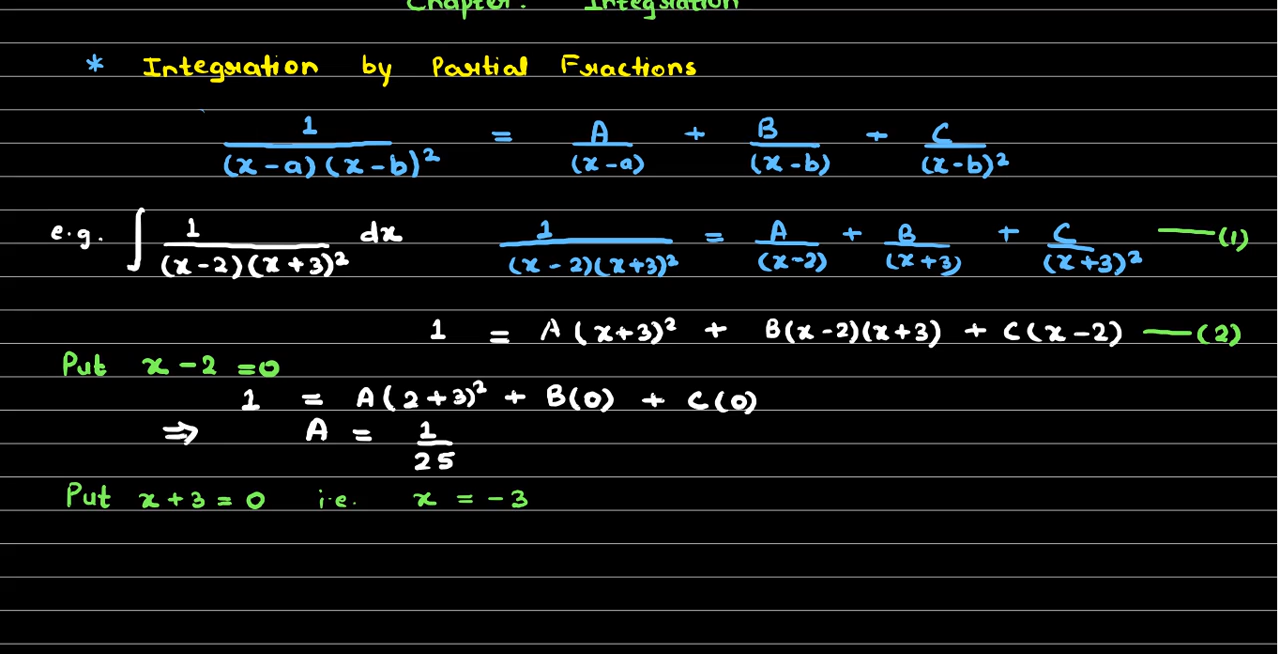 Chapter: Integration
* Integration by Partial Fractions
1/((x-a)(x-b)²) = A/(x-a) + B/(x-b) + C/(x-b)²
e.g. ∫ 1/((x-2)(x+3)²) dx 1/((x-2)(x+3)²) = A/(x-2) + B/(x+3) + C/(x+3)² —(1)
1 = A(x+3)² + B(x-2)(x+3) + C(x-2) —(2)
Put x-2=0
1 = A(2+3)² + B(0) + C(0)
⇒ A = 1/25
Put x+3=0 i.e. x = -3